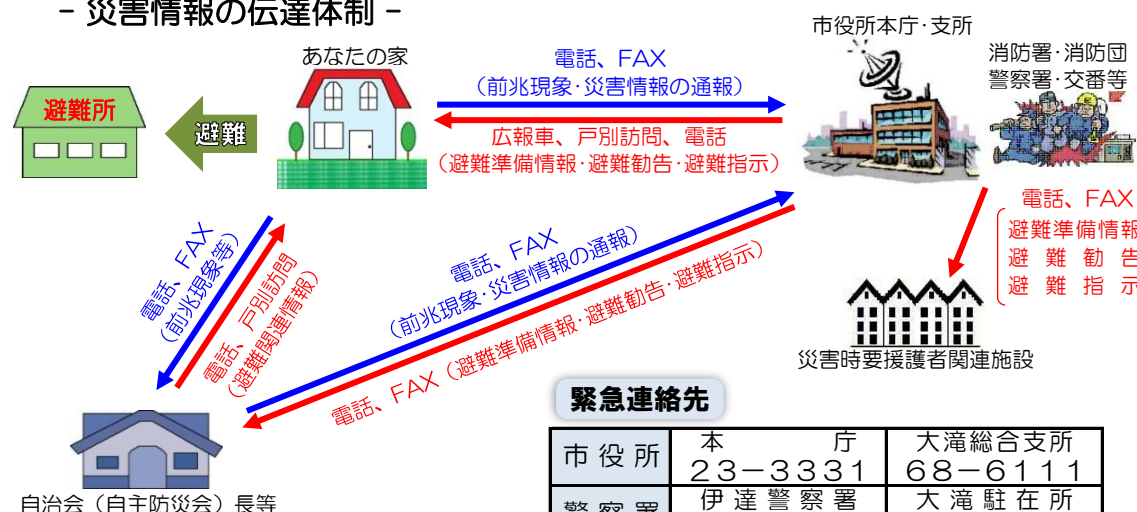 - 災害情報の伝達体制 -
市役所本庁・支所
あなたの家
消防署・消防団
警察署・交番等
電話、FAX
（前兆現象・災害情報の通報）
避難所
避難
広報車、戸別訪問、電話
（避難準備情報・避難勧告・避難指示）
電話、FAX
避難準備情報
避難勧告
避難指示
電話、FAX
（前兆現象等）
電話、戸別訪問
（避難関連情報）
電話、FAX
（前兆現象・災害情報の通報）
電話、FAX（避難準備情報・避難勧告・避難指示）
災害時要援護者関連施設
自治会（自主防災会）長等
緊急連絡先
市役所 本庁 大滝総合支所
23-3331 68-6111
警察署 伊達警察署 大滝駐在所